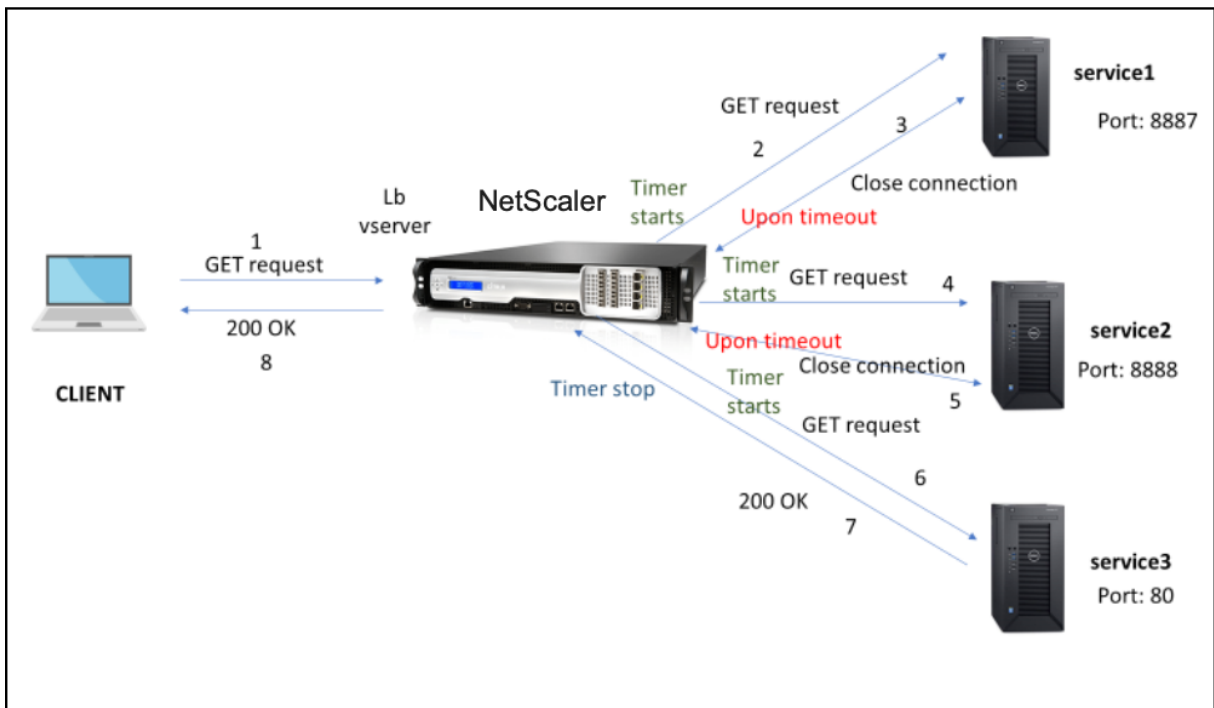 service1
GET request
3
Port: 8887
2
Close connection
Lb
vserver
NetScaler
Timer
starts
Upon timeout
1
GET request
Timer
starts
GET request
4
200 OK
8
service2
Upon timeout
Port: 8888
Close connection
CLIENT
Timer stop
Timer
starts
5
GET request
6
200 OK
7
service3
Port: 80